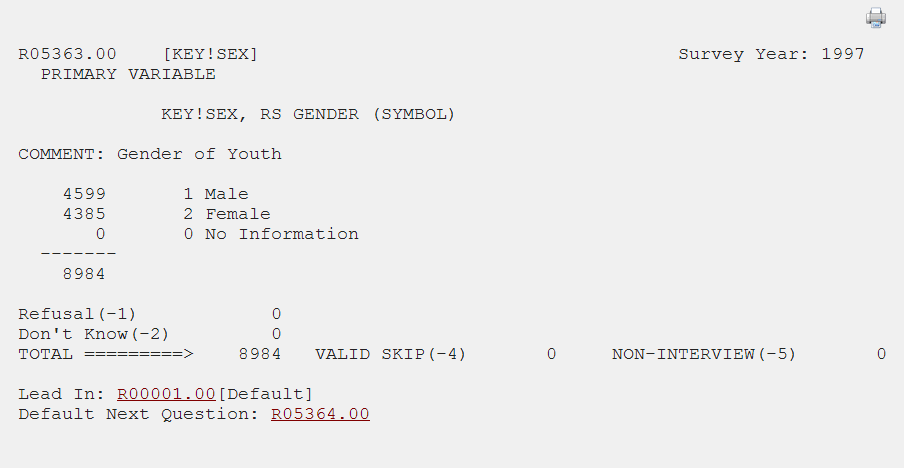 R05363.00 [KEY!SEX] Survey Year: 1997
PRIMARY VARIABLE
KEY!SEX, RS GENDER (SYMBOL)
COMMENT: Gender of Youth
4599 1 Male
4385 2 Female
0 0 No Information
-------
8984
Refusal(-1) 0
Don't Know(-2) 0
TOTAL =========> 8984 VALID SKIP(-4) 0 NON-INTERVIEW(-5) 0
Lead In: R00001.00[Default]
Default Next Question: R05364.00